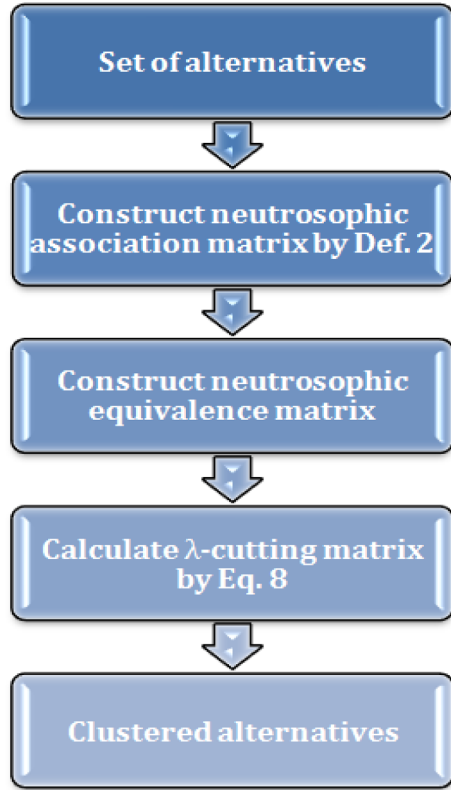 Set of alternatives
Construct neutrosophic
association matrix by Def. 2
Construct neutrosophic
equivalence matrix
Calculate λ-cutting matrix
by Eq. 8
Clustered alternatives